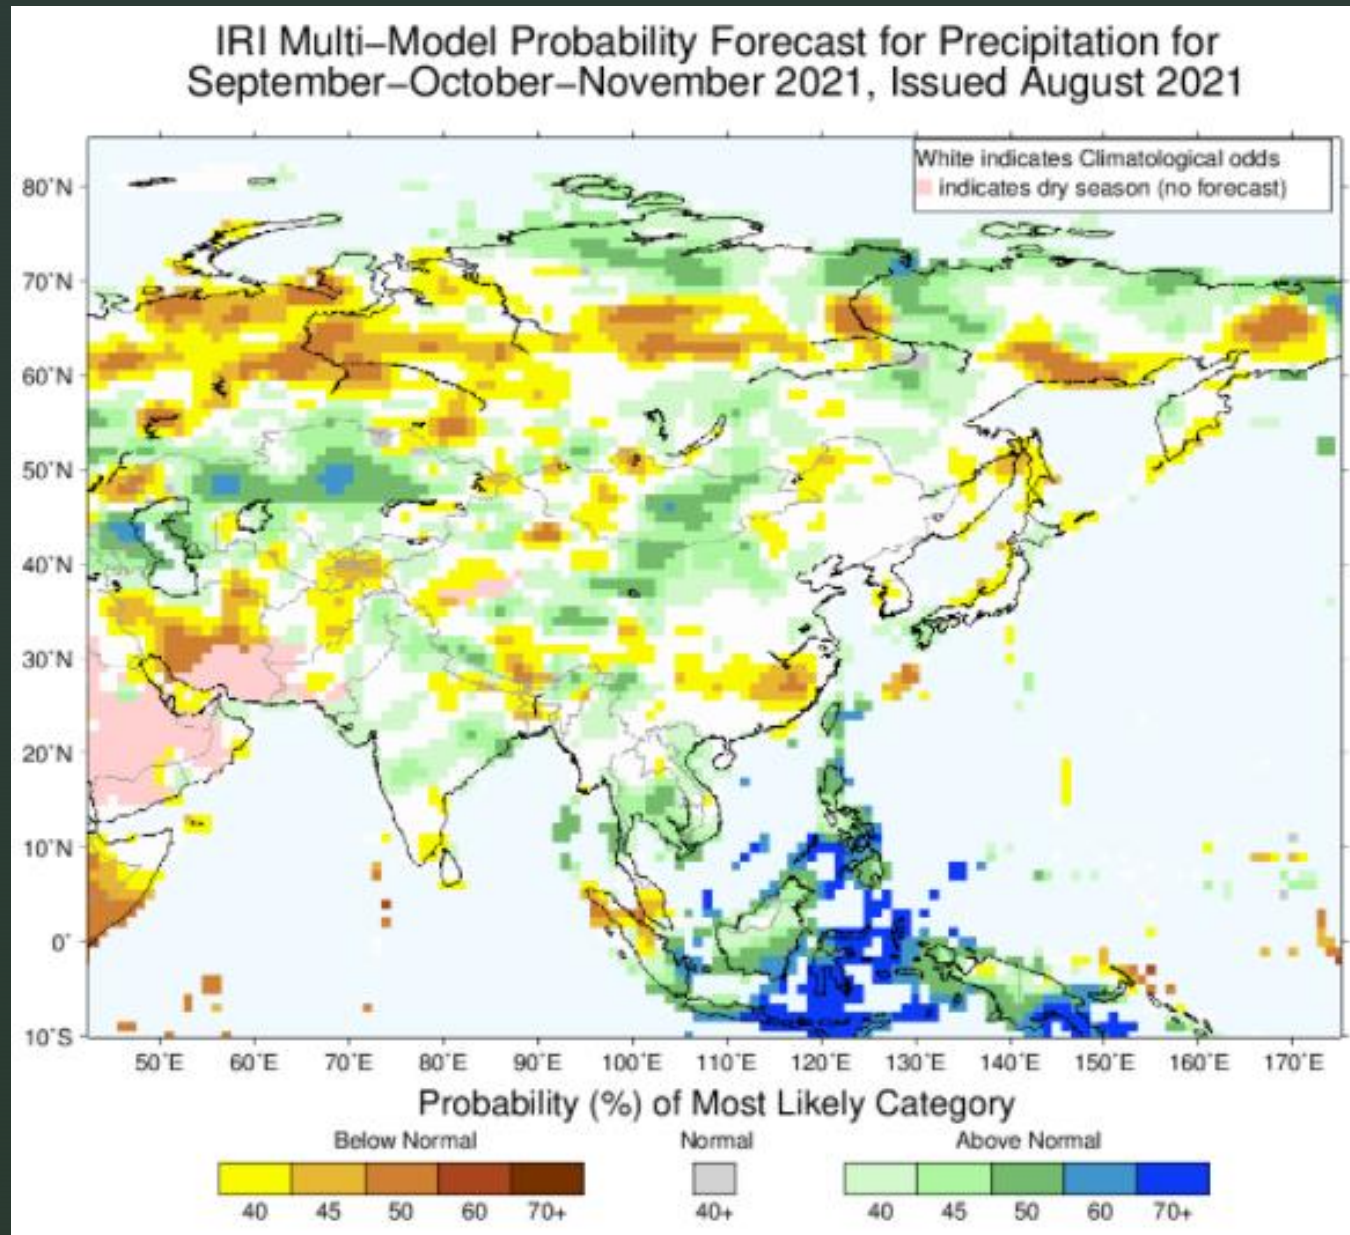 IRI Multi–Model Probability Forecast for Precipitation for
September–October–November 2021, Issued August 2021
White indicates Climatological odds
indicates dry season (no forecast)
80˚N
70˚N
60˚N
50˚N
40˚N
30˚N
20˚N
10˚N
0˚
10˚S
50˚E 60˚E 70˚E 80˚E 90˚E 100˚E 110˚E 120˚E 130˚E 140˚E 150˚E 160˚E 170˚E
Probability (%) of Most Likely Category
Below Normal Normal Above Normal
40 45 50 60 70+ 40+ 40 45 50 60 70+